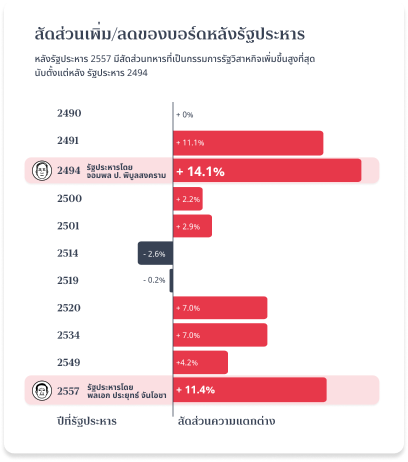 สัดส่วนเพิ่ม/ลดของบอร์ดหลังรัฐประหาร
หลังรัฐประหาร 2557 มีสัดส่วนทหารที่เป็นกรรมการรัฐวิสาหกิจเพิ่มขึ้นสูงที่สุด
นับตั้งแต่หลัง รัฐประหาร 2494
2490 + 0%
2491 + 11.1%
2494 รัฐประหารโดย
จอมพล ป. พิบูลสงคราม + 14.1%
2500 + 2.2%
2501 + 2.9%
2514 - 2.6%
2519 - 0.2%
2520 + 7.0%
2534 + 7.0%
2549 +4.2%
2557 รัฐประหารโดย
พลเอก ประยุทธ์ จันโอชา + 11.4%
ปีที่รัฐประหาร สัดส่วนความแตกต่าง